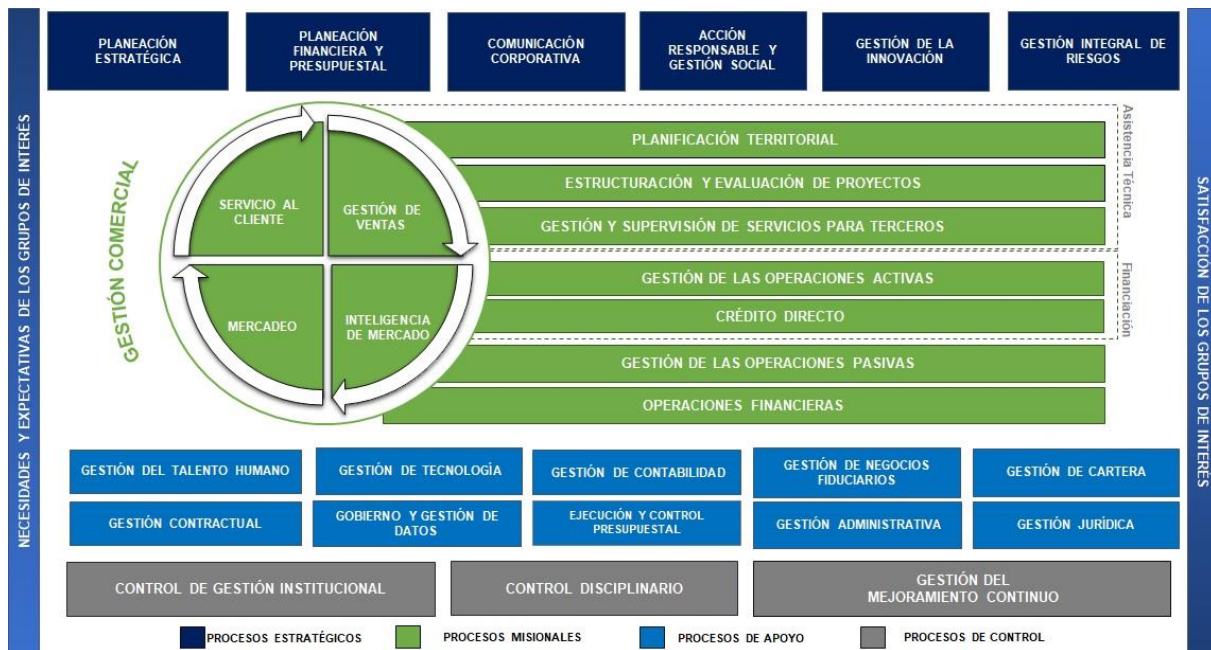 NECESIDADES Y EXPECTATIVAS DE LOS GRUPOS DE INTERÉS
PLANEACIÓN
ESTRATÉGICA
PLANEACIÓN
FINANCIERA Y
PRESUPUESTAL
COMUNICACIÓN
CORPORATIVA
ACCIÓN
RESPONSABLE Y
GESTIÓN SOCIAL
GESTIÓN DE LA
INNOVACIÓN
GESTIÓN INTEGRAL DE
RIESGOS
GESTIÓN COMERCIAL
SERVICIO AL
CLIENTE
GESTIÓN DE
VENTAS
MERCADEO
INTELIGENCIA
DE MERCADO
PLANIFICACIÓN TERRITORIAL
ESTRUCTURACIÓN Y EVALUACIÓN DE PROYECTOS
GESTIÓN Y SUPERVISIÓN DE SERVICIOS PARA TERCEROS
Asistencia Técnica
GESTIÓN DE LAS OPERACIONES ACTIVAS
CRÉDITO DIRECTO
Financiación
GESTIÓN DE LAS OPERACIONES PASIVAS
OPERACIONES FINANCIERAS
GESTIÓN DEL TALENTO HUMANO
GESTIÓN DE TECNOLOGÍA
GESTIÓN DE CONTABILIDAD
GESTIÓN DE NEGOCIOS
FIDUCIARIOS
GESTIÓN DE CARTERA
GESTIÓN CONTRACTUAL
GOBIERNO Y GESTIÓN DE
DATOS
EJECUCIÓN Y CONTROL
PRESUPUESTAL
GESTIÓN ADMINISTRATIVA
GESTIÓN JURÍDICA
CONTROL DE GESTIÓN INSTITUCIONAL
CONTROL DISCIPLINARIO
GESTIÓN DEL
MEJORAMIENTO CONTINUO
PROCESOS ESTRATÉGICOS
PROCESOS MISIONALES
PROCESOS DE APOYO
PROCESOS DE CONTROL
SATISFACCIÓN DE LOS GRUPOS DE INTERÉS